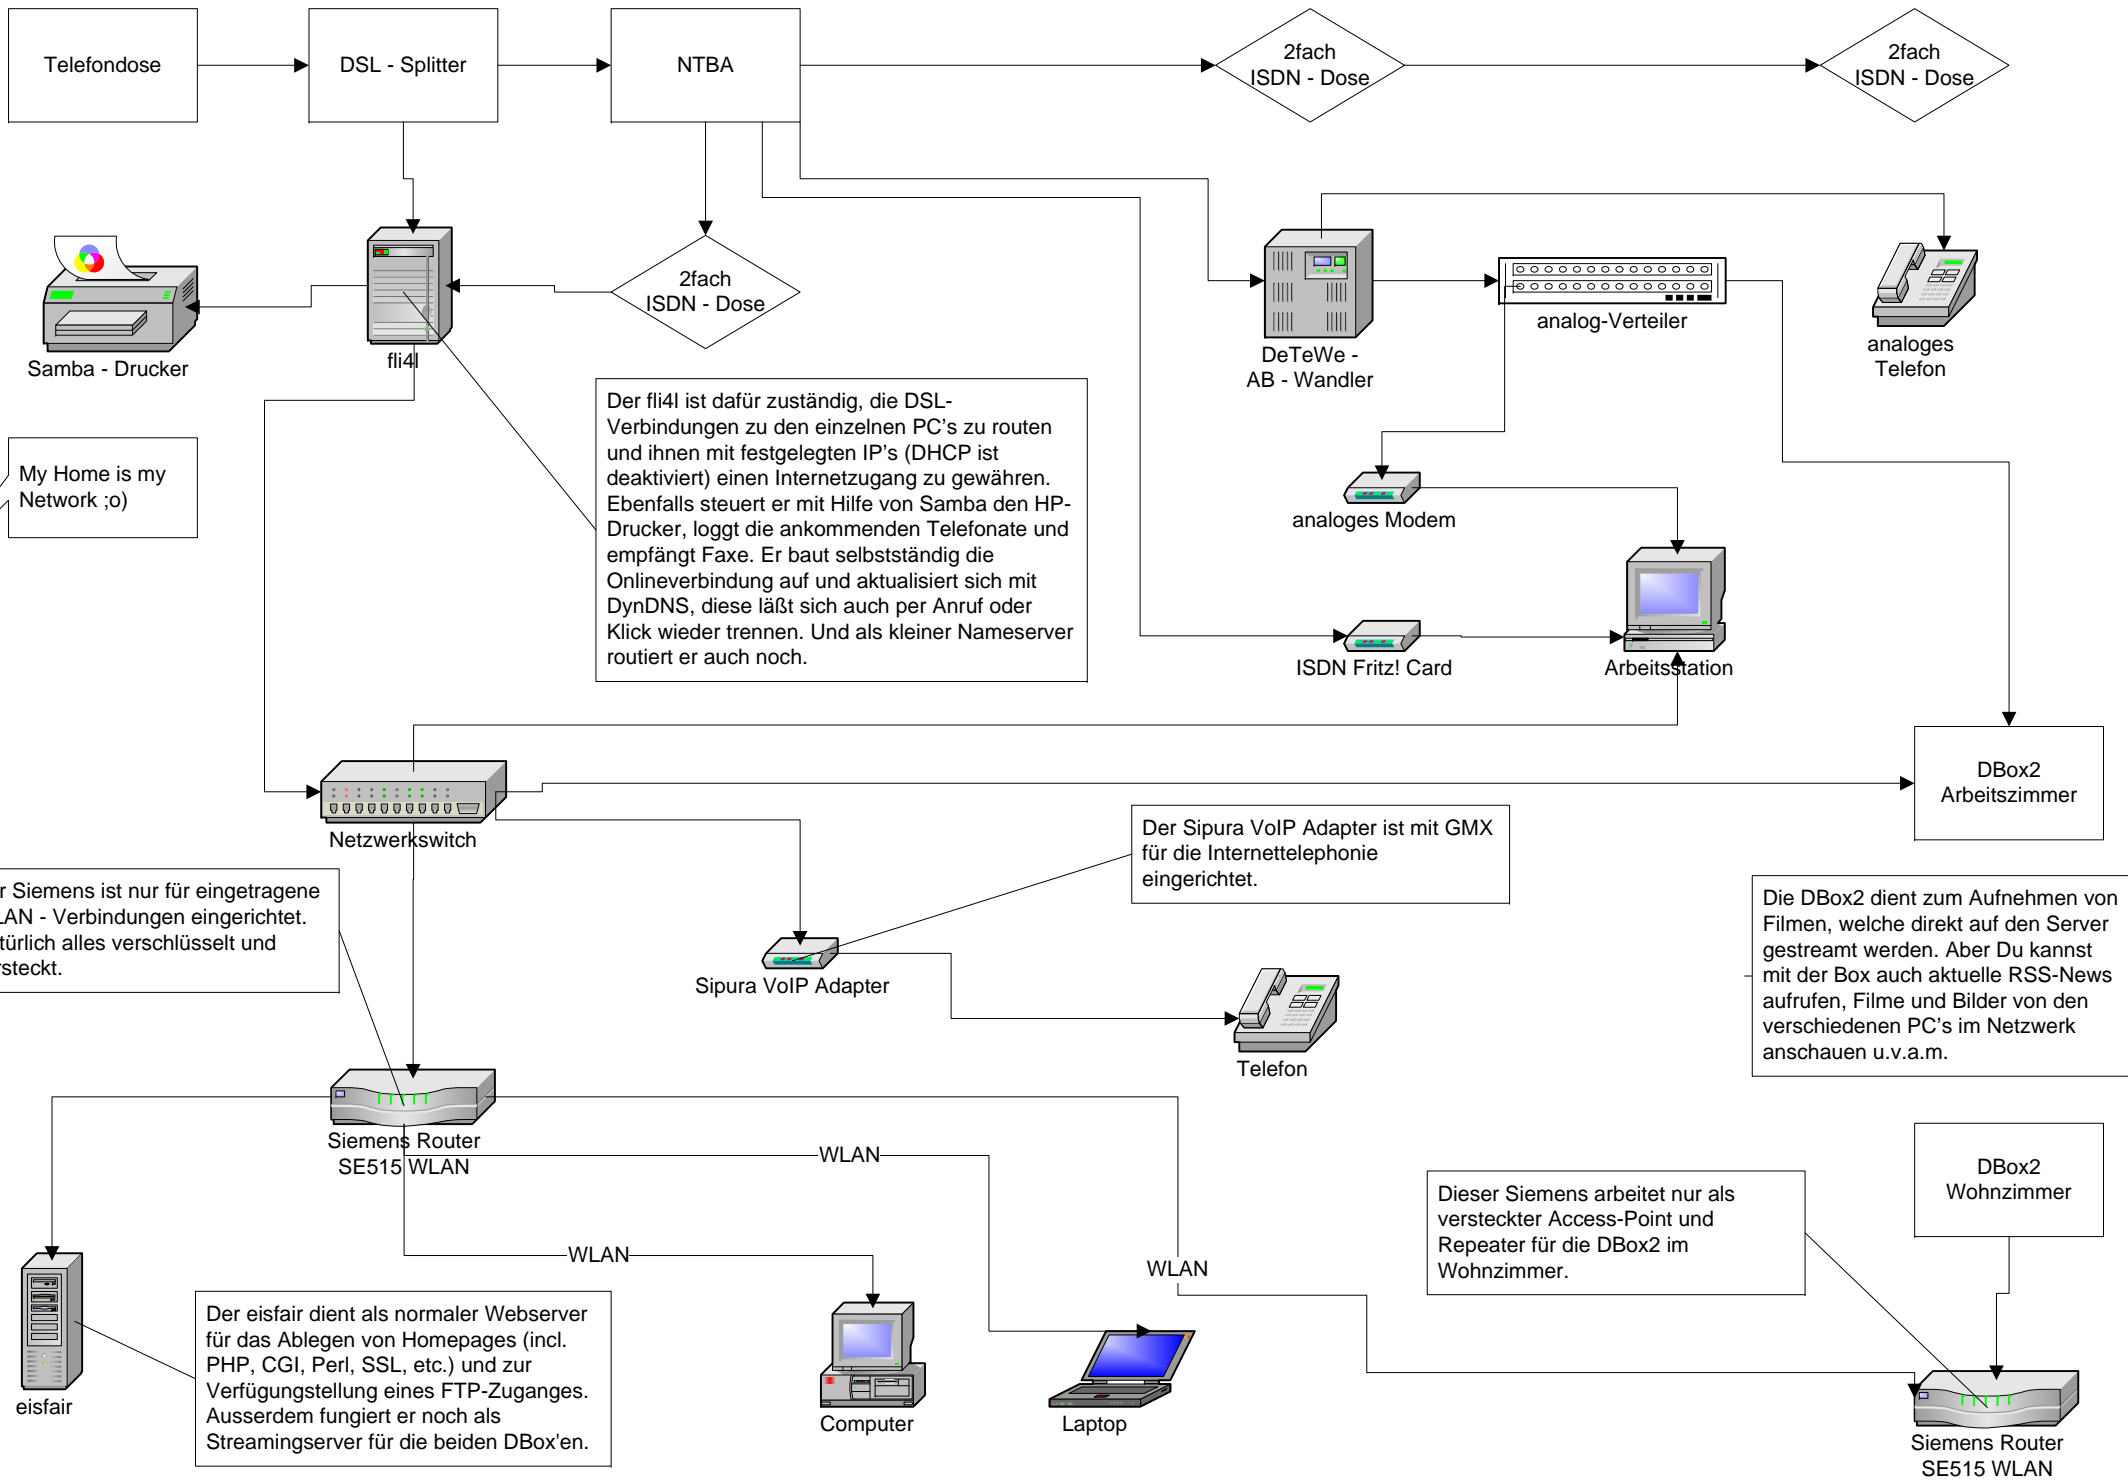 Telefondose
DSL - Splitter
NTBA
2fach
ISDN - Dose
2fach
ISDN - Dose
Samba - Drucker
fli4l
2fach
ISDN - Dose
DeTeWe -
AB - Wandler
analog-Verteiler
analoges
Telefon
My Home is my
Network ;o)
Der fli4l ist dafür zuständig, die DSL-
Verbindungen zu den einzelnen PC's zu routen
und ihnen mit festgelegten IP's (DHCP ist
deaktiviert) einen Internetzugang zu gewähren.
Ebenfalls steuert er mit Hilfe von Samba den HP-
Drucker, loggt die ankommenden Telefonate und
empfängt Faxe. Er baut selbstständig die
Onlineverbindung auf und aktualisiert sich mit
DynDNS, diese läßt sich auch per Anruf oder
Klick wieder trennen. Und als kleiner Nameserver
routiert er auch noch.
analoges Modem
ISDN Fritz! Card
Arbeitsstation
Netzwerkswitch
DBox2
Arbeitszimmer
Der Sipura VoIP Adapter ist mit GMX
für die Internettelephonie
eingerichtet.
r Siemens ist nur für eingetragene
LAN - Verbindungen eingerichtet.
türlich alles verschlüsselt und
rsteckt.
Sipura VoIP Adapter
Telefon
Die DBox2 dient zum Aufnehmen von
Filmen, welche direkt auf den Server
gestreamt werden. Aber Du kannst
mit der Box auch aktuelle RSS-News
aufrufen, Filme und Bilder von den
verschiedenen PC's im Netzwerk
anschauen u.v.a.m.
Siemens Router
SE515 WLAN
WLAN
WLAN
WLAN
Dieser Siemens arbeitet nur als
versteckter Access-Point und
Repeater für die DBox2 im
Wohnzimmer.
DBox2
Wohnzimmer
eisfair
Der eisfair dient als normaler Webserver
für das Ablegen von Homepages (incl.
PHP, CGI, Perl, SSL, etc.) und zur
Verfügungstellung eines FTP-Zuganges.
Ausserdem fungiert er noch als
Streamingserver für die beiden DBox'en.
Computer
Laptop
Siemens Router
SE515 WLAN